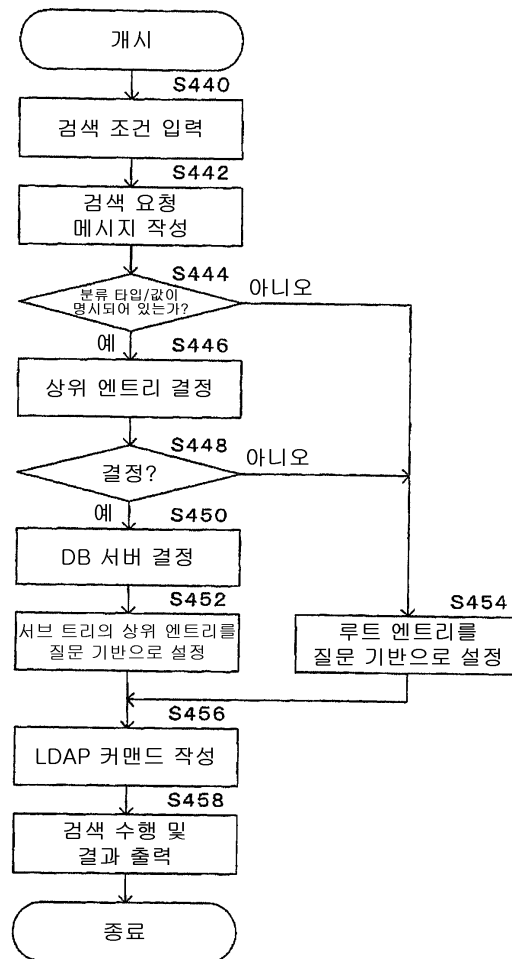 개시
S440
검색 조건 입력
S442
검색 요청
메시지 작성
S444
분류 타입/값이
명시되어 있는가?
아니오
예
S446
상위 엔트리 결정
S448
결정?
아니오
예
S450
DB 서버 결정
S452
서브 트리의 상위 엔트리를
질문 기반으로 설정
S454
루트 엔트리를
질문 기반으로 설정
S456
LDAP 커맨드 작성
S458
검색 수행 및
결과 출력
종료